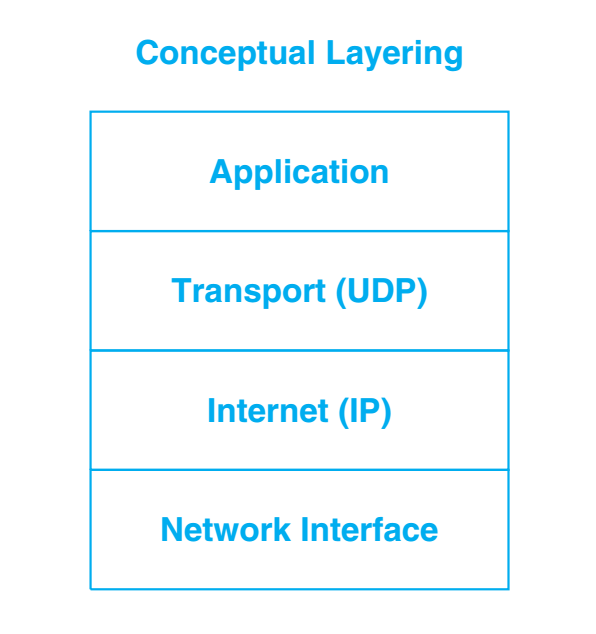 Conceptual Layering
Application
Transport (UDP)
Internet (IP)
Network Interface